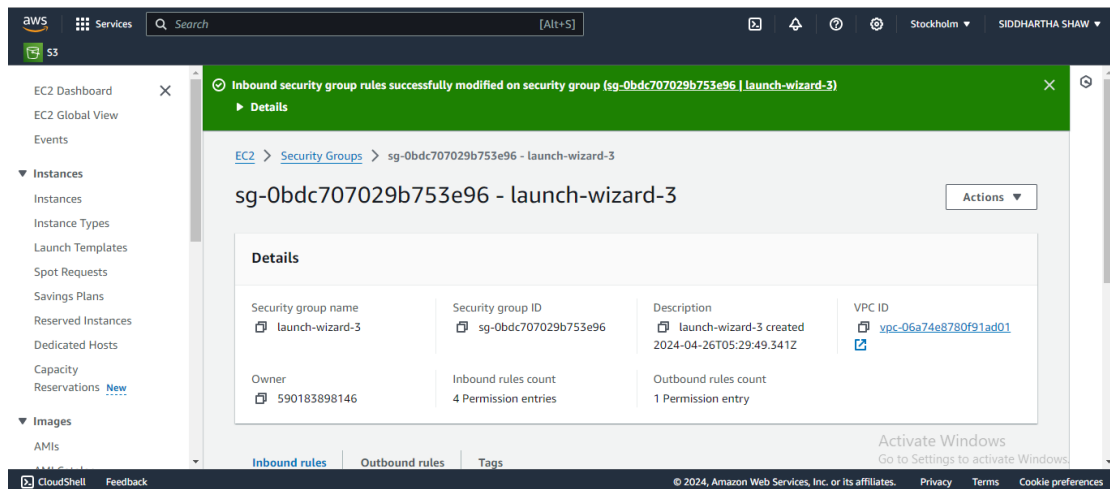 aws Services Search [Alt+S] Stockholm ▼ SIDDHARTHA SHAW ▼
S3
EC2 Dashboard
EC2 Global View
Events
▼ Instances
Instances
Instance Types
Launch Templates
Spot Requests
Savings Plans
Reserved Instances
Dedicated Hosts
Capacity
Reservations New
▼ Images
AMIs
Inbound security group rules successfully modified on security group (sg-0bdc707029b753e96 | launch-wizard-3)
▶ Details
EC2 > Security Groups > sg-0bdc707029b753e96 - launch-wizard-3
sg-0bdc707029b753e96 - launch-wizard-3
Actions ▼
Details
Security group name
launch-wizard-3
Security group ID
sg-0bdc707029b753e96
Description
launch-wizard-3 created
2024-04-26T05:29:49.341Z
VPC ID
vpc-06a74e8780f91ad01
Owner
590183898146
Inbound rules count
4 Permission entries
Outbound rules count
1 Permission entry
Inbound rules Outbound rules Tags
Activate Windows
Go to Settings to activate Windows.
CloudShell Feedback © 2024, Amazon Web Services, Inc. or its affiliates. Privacy Terms Cookie preferences